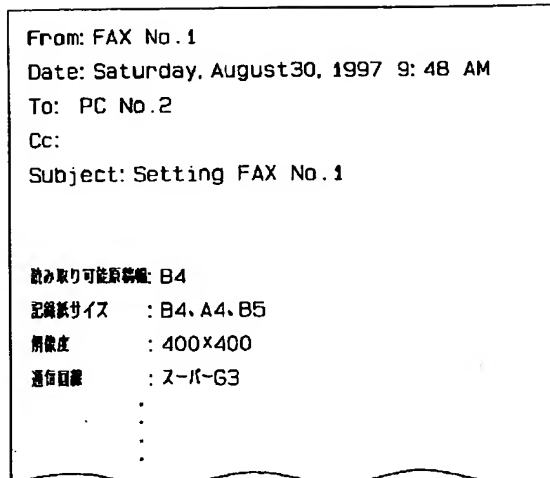 From: FAX No.1
Date: Saturday, August30, 1997 9:48 AM
To: PC No.2
Cc:
Subject: Setting FAX No.1
読み取り可能原稿幅: B4
記録紙サイズ : B4、A4、B5
解像度 : 400×400
通信回線 : スーパーG3